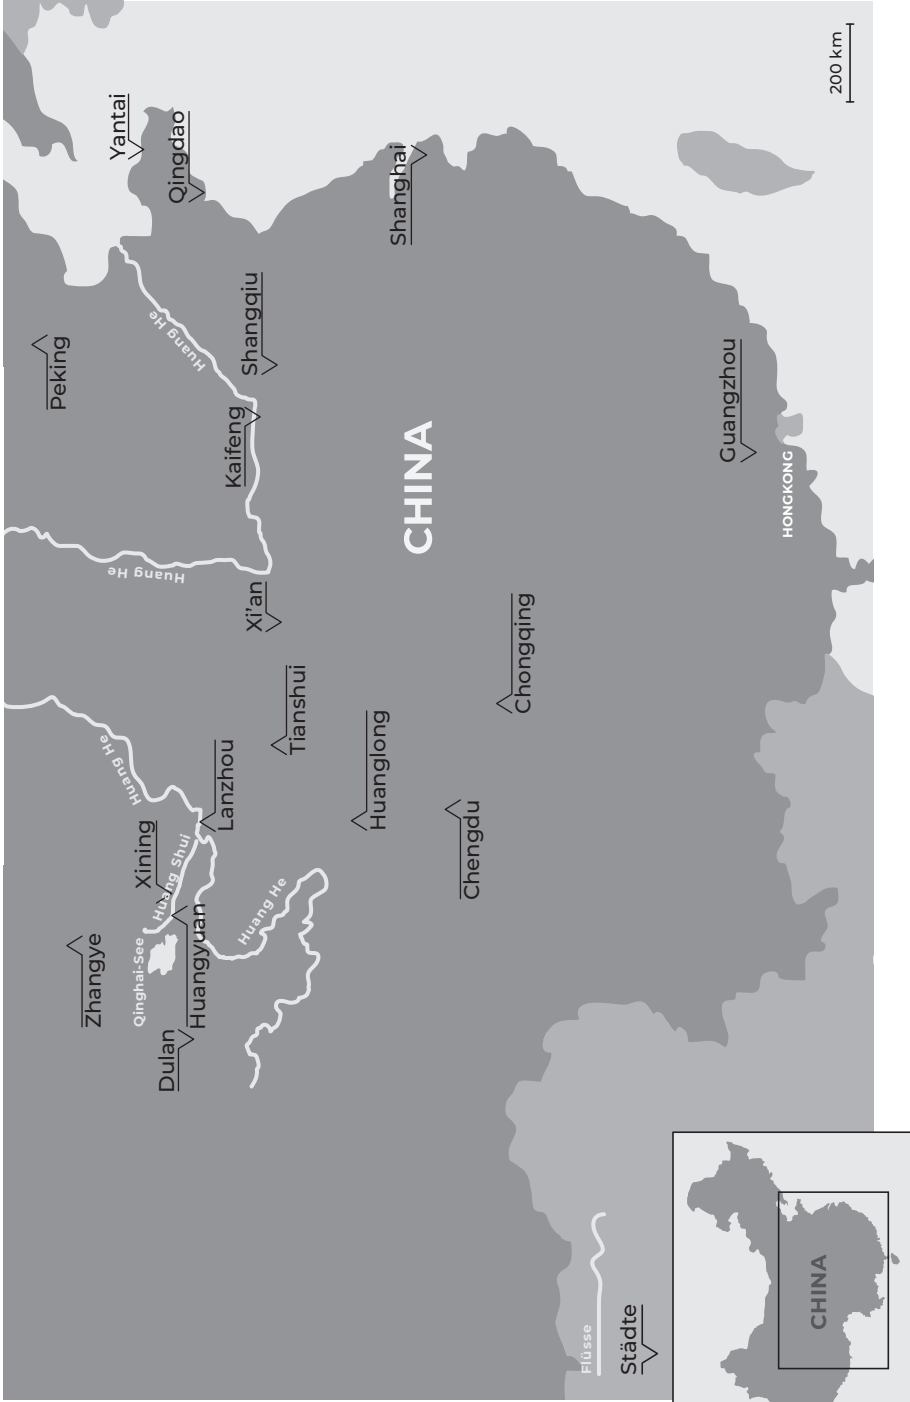 Peking
Zhangye
Yantai
Huang He
Qinghai-See
Xining
Huang He
Dulan
Huang Shui
Qingdao
Huang He
Huangyuan
Lanzhou
Kaifeng
Shangqiu
Xi'an
Huang He
Tianshui
Huanglong
Shanghai
CHINA
Chengdu
Chongqing
Flüsse
Städte
Guangzhou
HONGKONG
CHINA
200 km